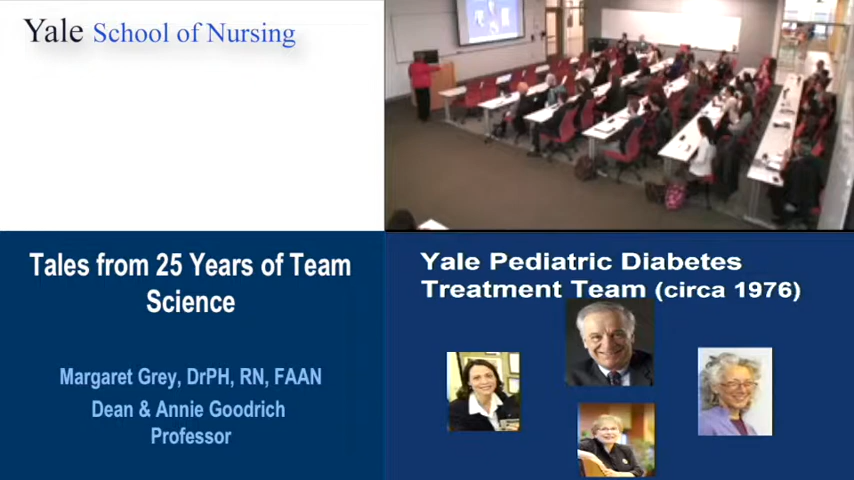 Yale School of Nursing
Tales from 25 Years of Team
Science
Margaret Grey, DrPH, RN, FAAN
Dean & Annie Goodrich
Professor
Yale Pediatric Diabetes
Treatment Team (circa 1976)